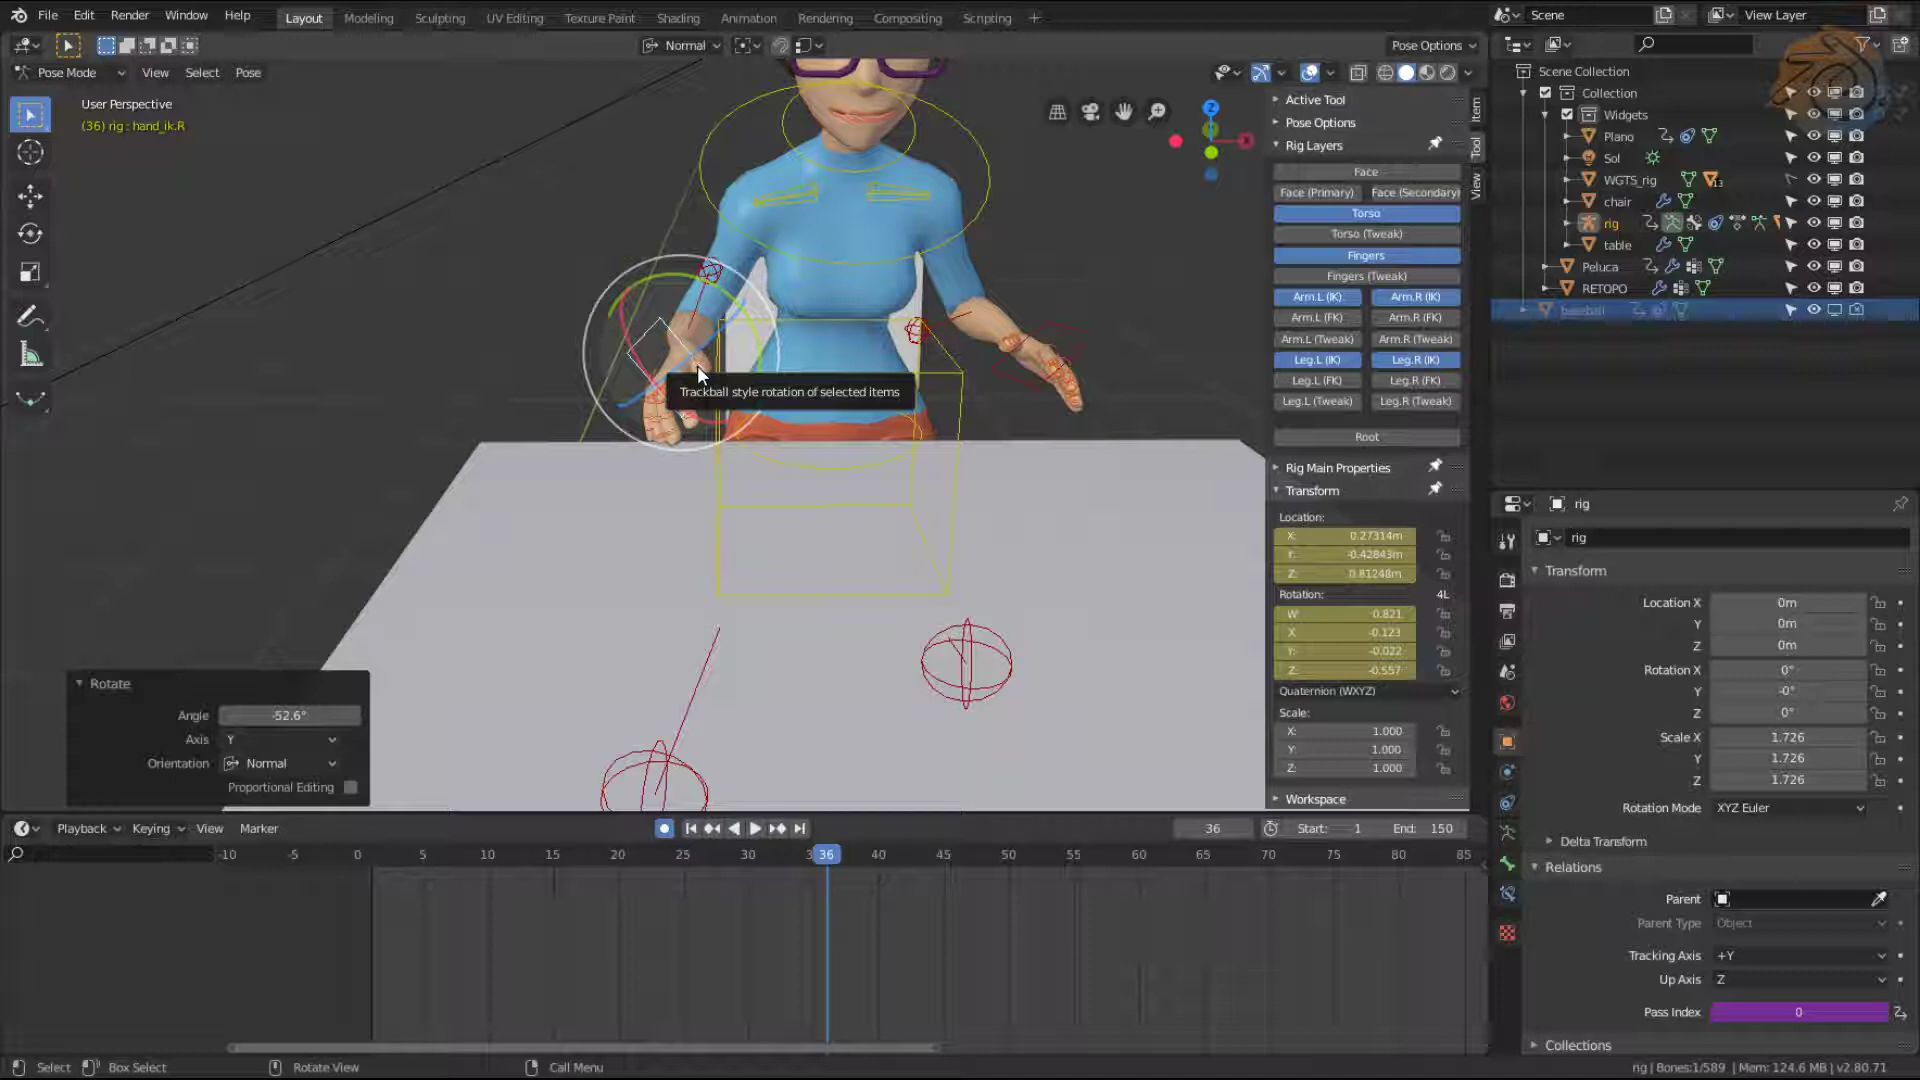 File Edit Render Window Help Layout Modeling Sculpting UV Editing Texture Paint Shading Animation Rendering Compositing Scripting + Scene View Layer
Normal Pose Options
Pose Mode View Select Pose
User Perspective
(36) rig : hand_ik.R
Z
X
Trackball style rotation of selected items
Rotate
Angle -52.6°
Axis Y
Orientation Normal
Proportional Editing
Active Tool
Pose Options
Rig Layers
Face
Face (Primary) Face (Secondary)
Torso
Torso (Tweak)
Fingers
Fingers (Tweak)
Arm.L (IK) Arm.R (IK)
Arm.L (FK) Arm.R (FK)
Arm.L (Tweak) Arm.R (Tweak)
Leg.L (IK) Leg.R (IK)
Leg.L (FK) Leg.R (FK)
Leg.L (Tweak) Leg.R (Tweak)
Root
Rig Main Properties
Transform
Location:
X: 0.27314m
Y: -0.42843m
Z: 0.81248m
Rotation: 4L
W: -0.821
X: -0.123
Y: -0.022
Z: -0.557
Quaternion (WXYZ)
Scale:
X: 1.000
Y: 1.000
Z: 1.000
Workspace
Item
Tool
View
Scene Collection
Collection
Widgets
Plano
Sol
WGTS_rig 13
chair
rig
table
Peluca
RETOPO
baseball
rig
rig
Transform
Location X 0m
Y 0m
Z 0m
Rotation X 0°
Y -0°
Z 0°
Scale X 1.726
Y 1.726
Z 1.726
Rotation Mode XYZ Euler
Delta Transform
Relations
Parent
Parent Type Object
Tracking Axis +Y
Up Axis Z
Pass Index 0
Collections
Playback Keying View Marker 36 Start: 1 End: 150
-10 -5 0 5 10 15 20 25 30 36 40 45 50 55 60 65 70 75 80 85
Select Box Select Rotate View Call Menu rig | Bones:1/589 | Mem: 124.6 MB | v2.80.71